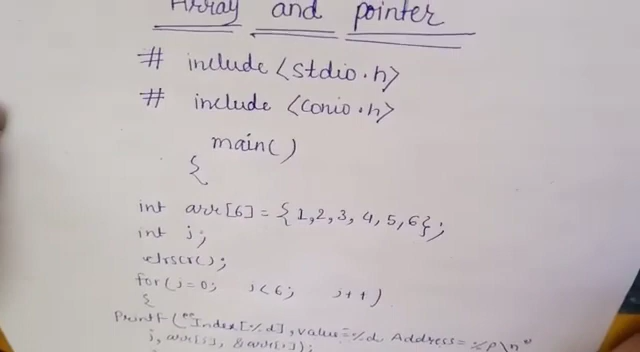 Array and pointer
# include <stdio.h>
# include <conio.h>
main()
{
int arr[6] = {1,2,3, 4,5,6};
int j;
clrscr();
for(j=0; j<6; j++)
{
Printf ("Index[%d], value=%d Address = %p\n"
j, arr[j], &arr[j]);